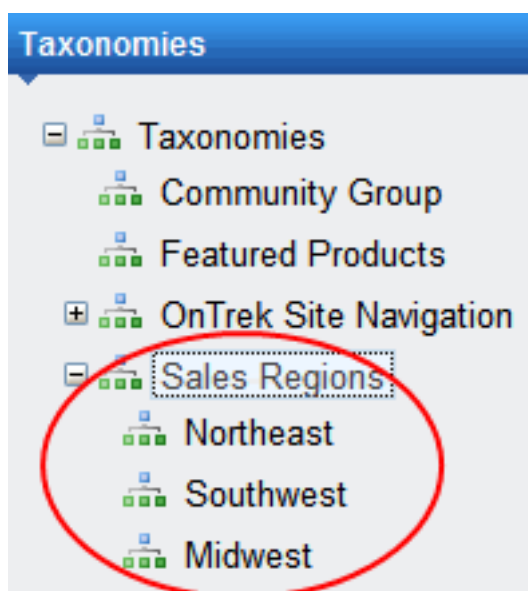 Taxonomies
Taxonomies
Community Group
Featured Products
OnTrek Site Navigation
Sales Regions
Northeast
Southwest
Midwest